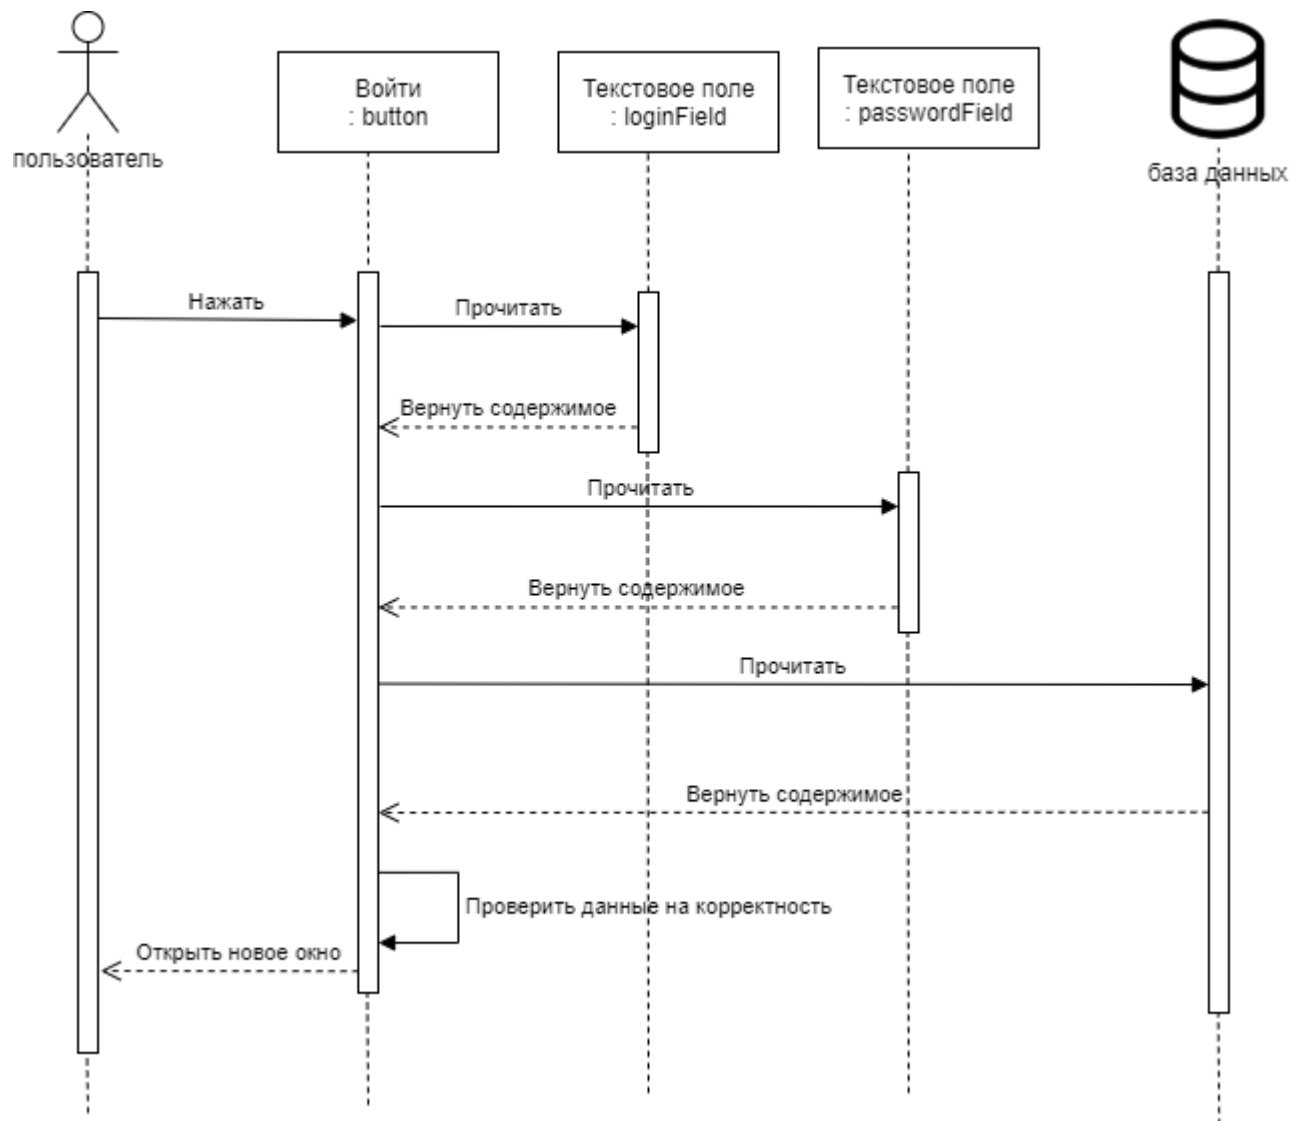 Войти
: button
Текстовое поле
: loginField
Текстовое поле
: passwordField
пользователь
база данных
Нажать
Прочитать
Вернуть содержимое
Прочитать
Вернуть содержимое
Прочитать
Вернуть содержимое
Проверить данные на корректность
Открыть новое окно